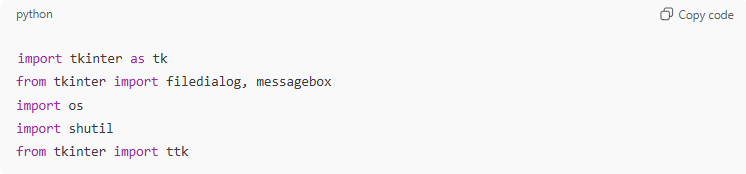 python Copy code
import tkinter as tk
from tkinter import filedialog, messagebox
import os
import shutil
from tkinter import ttk